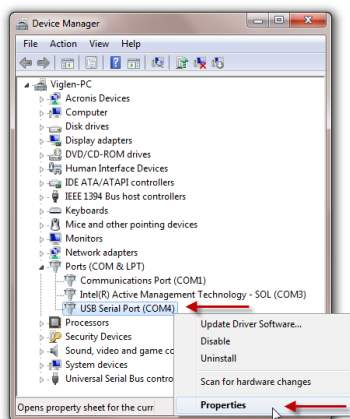 Device Manager
File Action View Help
Viglen-PC
Acronis Devices
Computer
Disk drives
Display adapters
DVD/CD-ROM drives
Human Interface Devices
IDE ATA/ATAPI controllers
IEEE 1394 Bus host controllers
Keyboards
Mice and other pointing devices
Monitors
Network adapters
Ports (COM & LPT)
Communications Port (COM1)
Intel(R) Active Management Technology - SOL (COM3)
USB Serial Port (COM4)
Processors
Security Devices
Sound, video and game co
System devices
Universal Serial Bus contro
Update Driver Software...
Disable
Uninstall
Scan for hardware changes
Properties
Opens property sheet for the curr